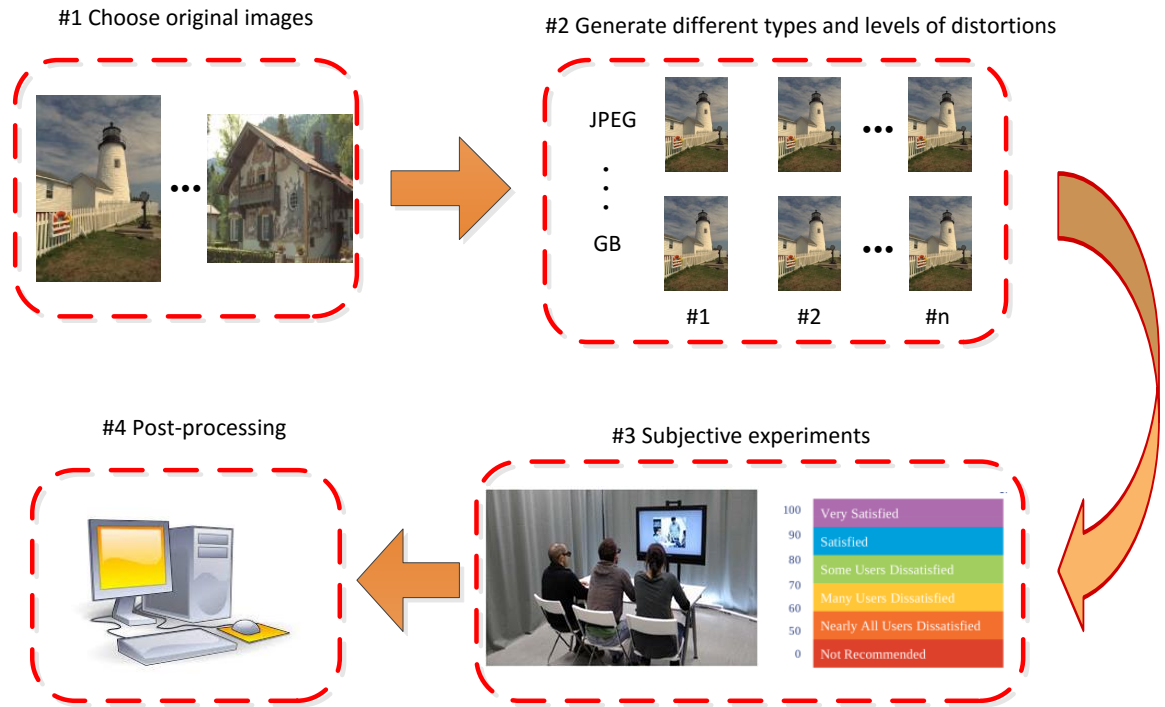 #1 Choose original images
#2 Generate different types and levels of distortions
JPEG
GB
#1 #2 #n
#3 Subjective experiments
100 Very Satisfied
90 Satisfied
80 Some Users Dissatisfied
70 Many Users Dissatisfied
60 Nearly All Users Dissatisfied
50 Not Recommended
0
#4 Post-processing